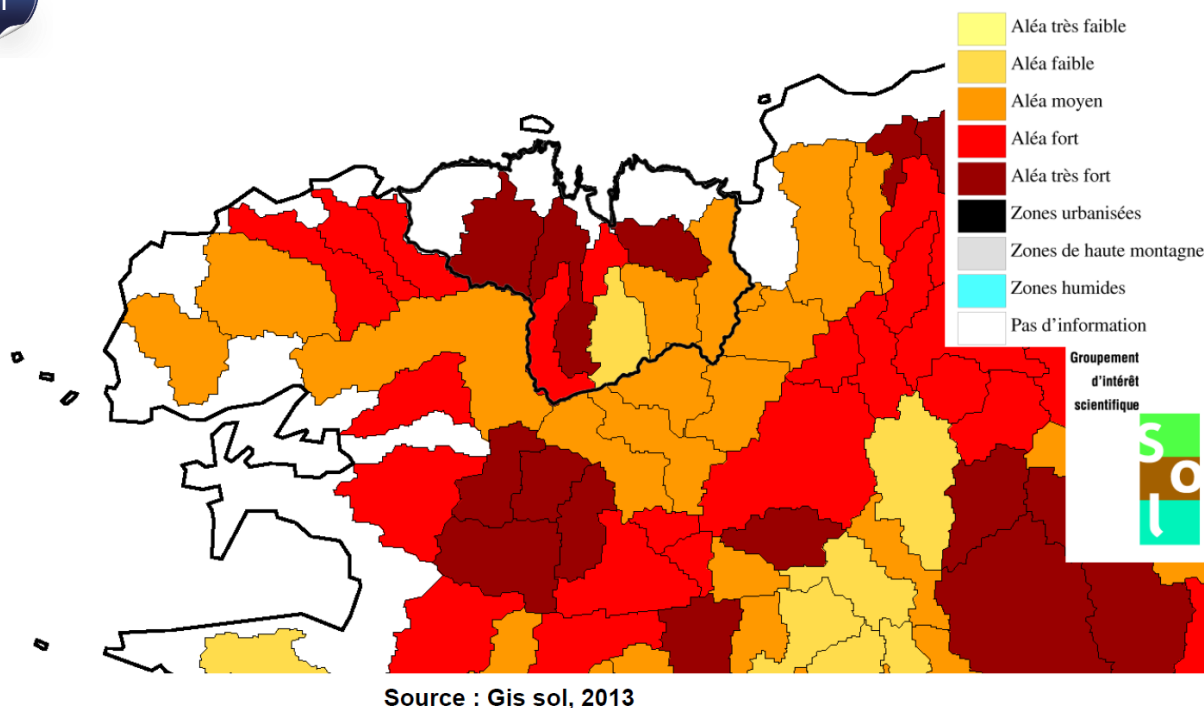 Aléa très faible
Aléa faible
Aléa moyen
Aléa fort
Aléa très fort
Zones urbanisées
Zones de haute montagne
Zones humides
Pas d'information
Groupement
d'intérêt
scientifique
S
o
l
Source : Gis sol, 2013